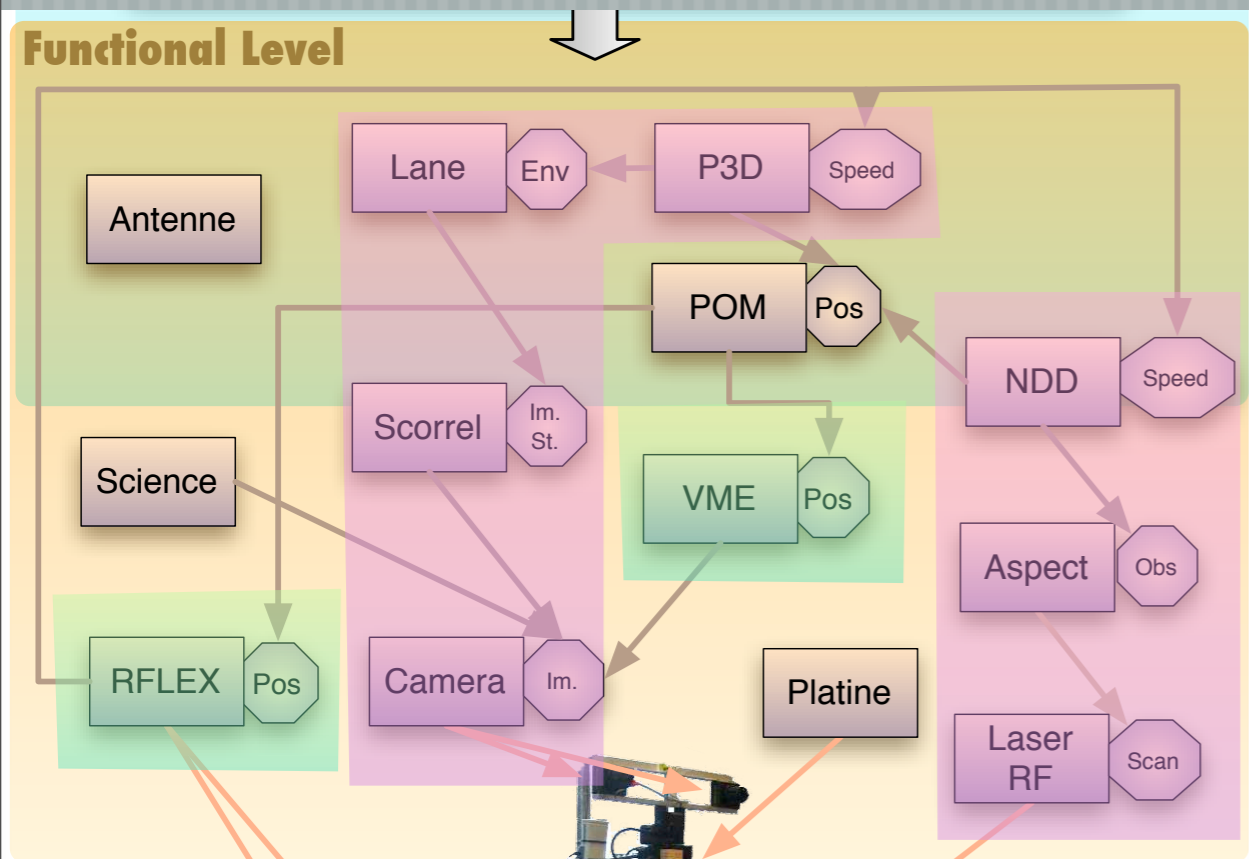 Functional Level
Lane
Env
P3D
Speed
Antenne
POM
Pos
NDD
Speed
Scorrel
Im.
St.
Science
VME
Pos
Aspect
Obs
RFLEX
Pos
Camera
Im.
Platine
Laser
RF
Scan